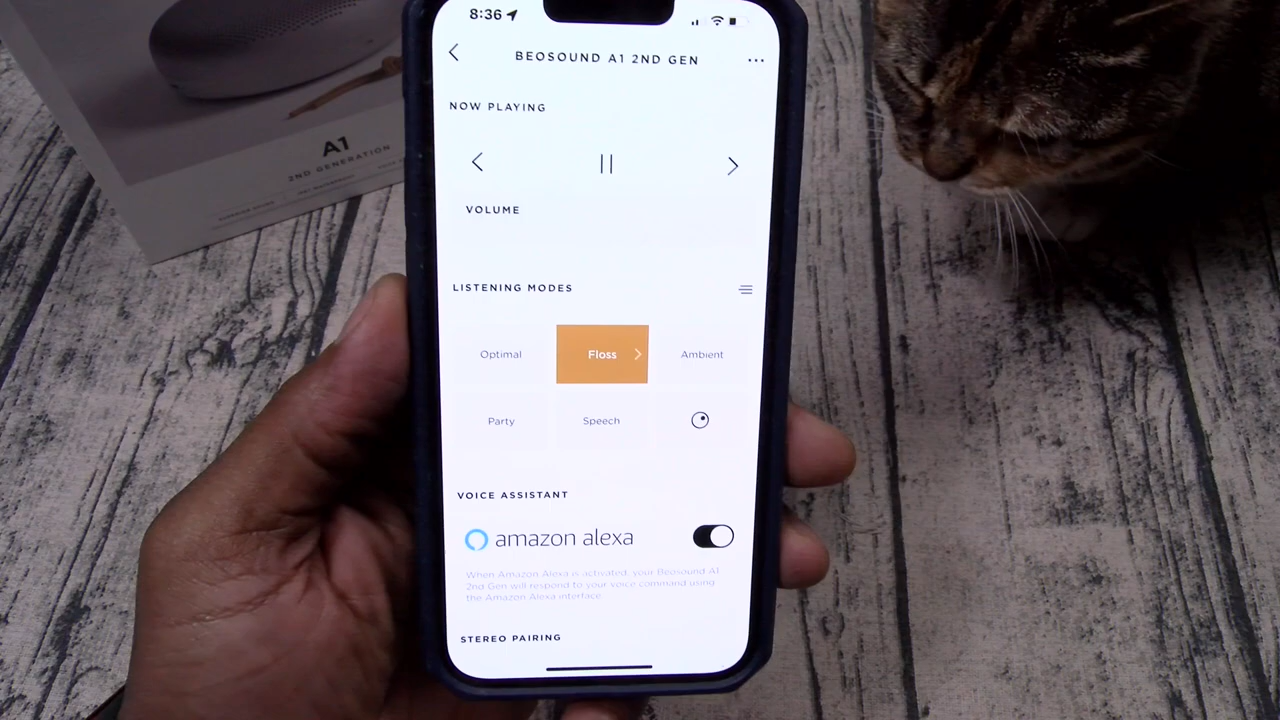 8:36
BEOSOUND A1 2ND GEN
NOW PLAYING
VOLUME
LISTENING MODES
Optimal
Floss
Ambient
Party
Speech
VOICE ASSISTANT
amazon alexa
When Amazon Alexa is activated, your Beosound A1
2nd Gen will respond to your voice command using
the Amazon Alexa interface
STEREO PAIRING
A1
2ND GENERATION